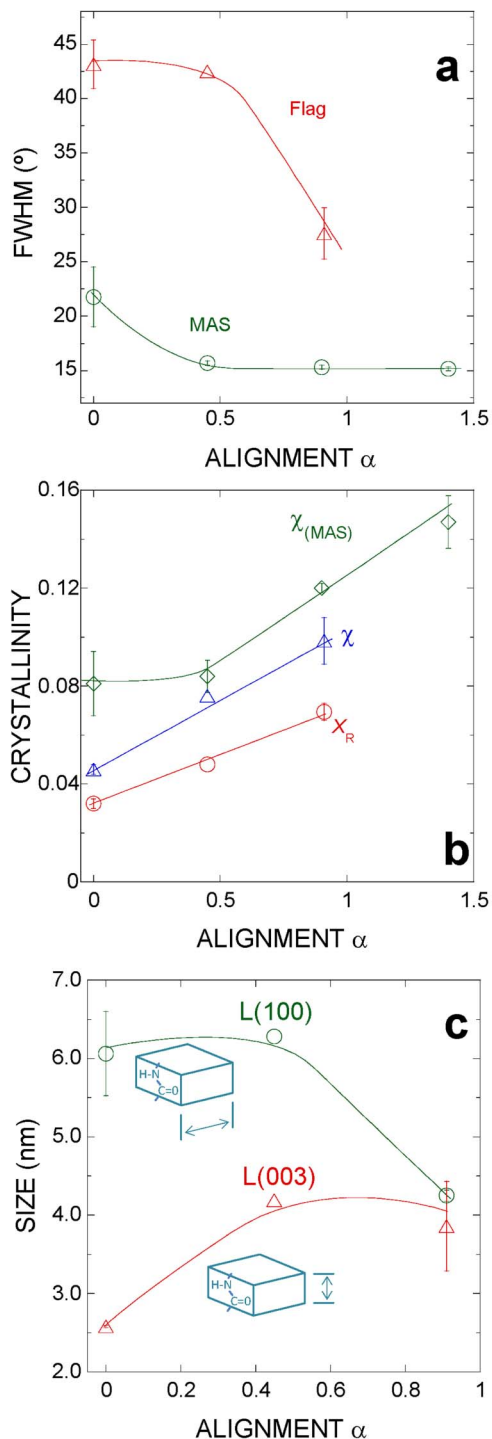 45
a
40
Flag
35
FWHM (º)
30
25
20
MAS
15
0 0.5 1 1.5
ALIGNMENT α
0.16
χ(MAS)
0.12
χ
CRYSTALLINITY
0.08
XR
0.04
b
0
0 0.5 1 1.5
ALIGNMENT α
7.0
L(100)
c
6.0
H-N
C=0
5.0
SIZE (nm)
L(003)
4.0
H-N
C=0
3.0
2.0
0 0.2 0.4 0.6 0.8 1
ALIGNMENT α